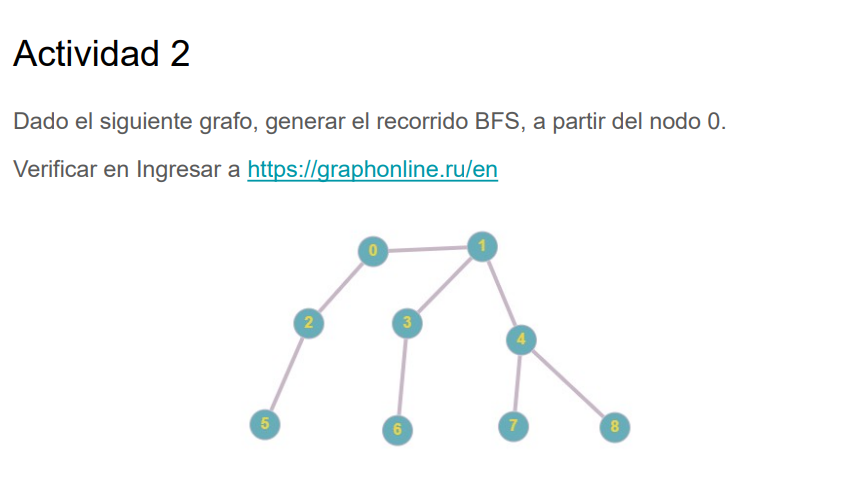 Actividad 2
Dado el siguiente grafo, generar el recorrido BFS, a partir del nodo 0.
Verificar en Ingresar a https://graphonline.ru/en
0 1
2 3 4
5 6 7 8